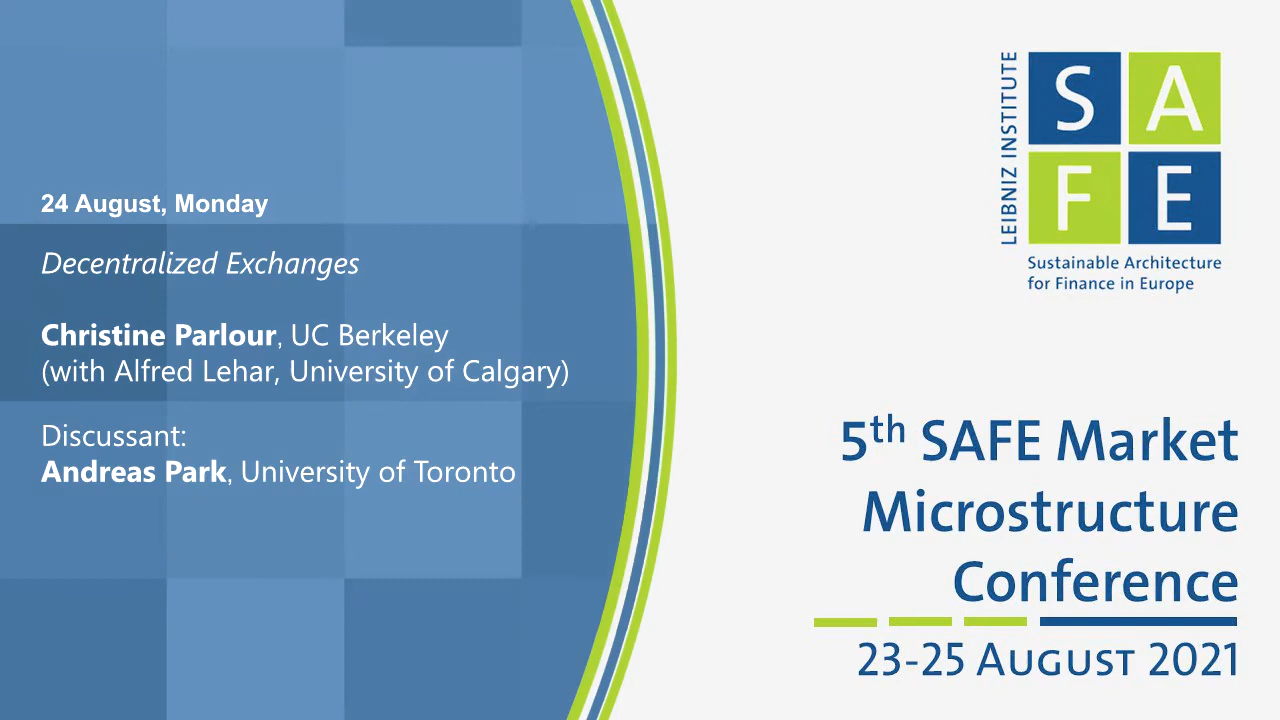 24 August, Monday
Decentralized Exchanges
Christine Parlour, UC Berkeley
(with Alfred Lehar, University of Calgary)
Discussant:
Andreas Park, University of Toronto
LEIBNIZ INSTITUTE
S A
F E
Sustainable Architecture
for Finance in Europe
5th SAFE Market
Microstructure
Conference
23-25 August 2021